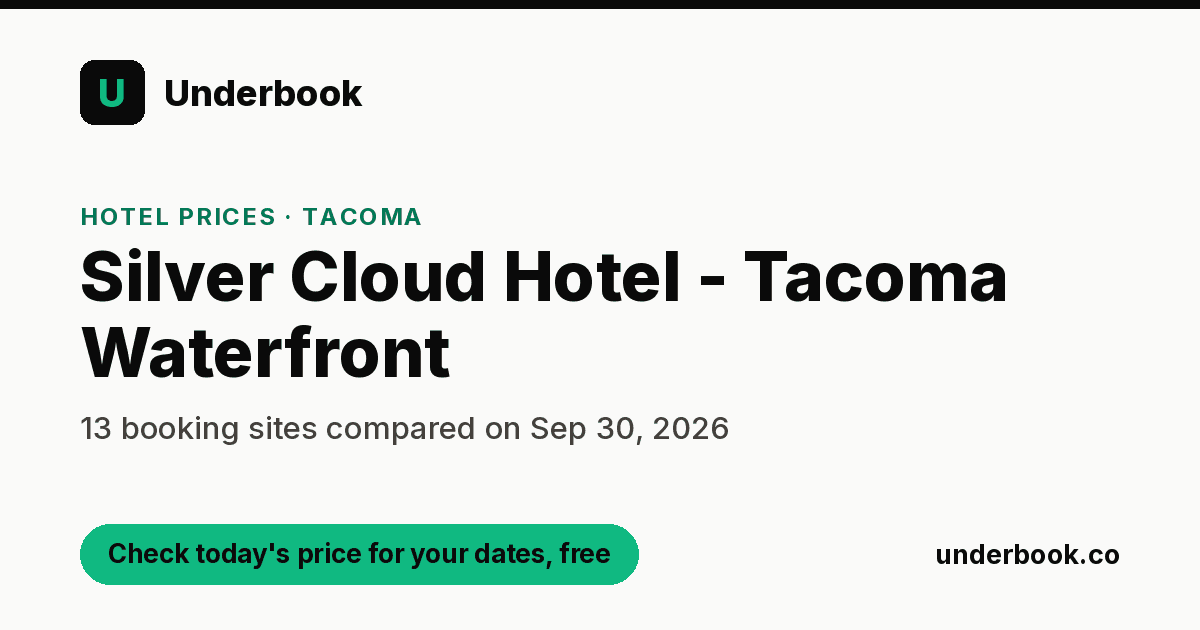 U Underbook
HOTEL PRICES · TACOMA
Silver Cloud Hotel - Tacoma
Waterfront
13 booking sites compared on Sep 30, 2026
Check today's price for your dates, free
underbook.co